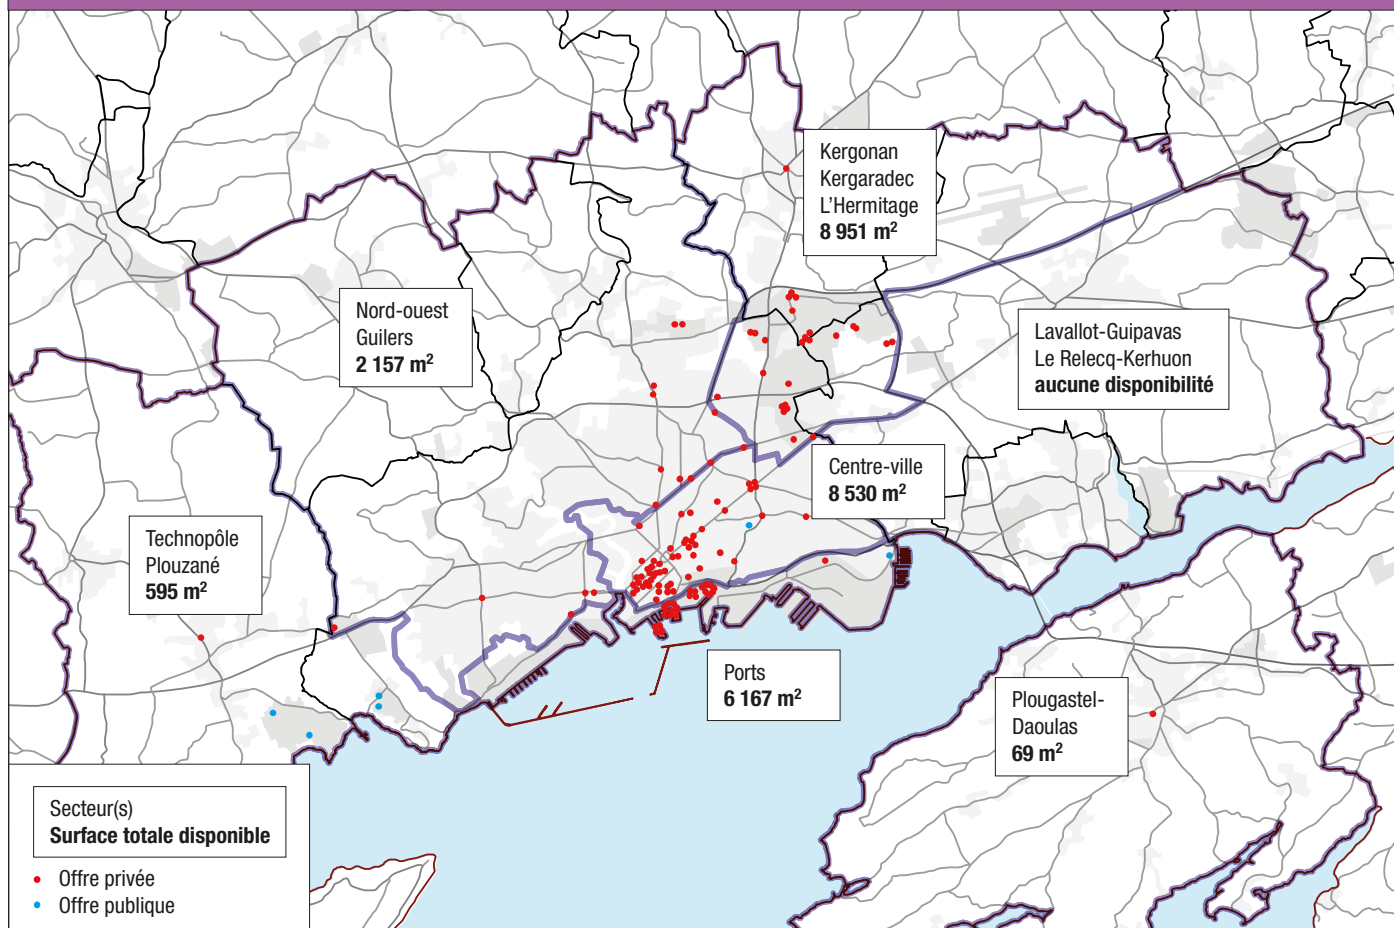 Kergonan
Kergaradec
L'Hermitage
8 951 m²
Nord-ouest
Guilers
2 157 m²
Lavallot-Guipavas
Le Relecq-Kerhuon
aucune disponibilité
Centre-ville
8 530 m²
Technopôle
Plouzané
595 m²
Ports
6 167 m²
Plougastel-
Daoulas
69 m²
Secteur(s)
Surface totale disponible
Offre privée
Offre publique